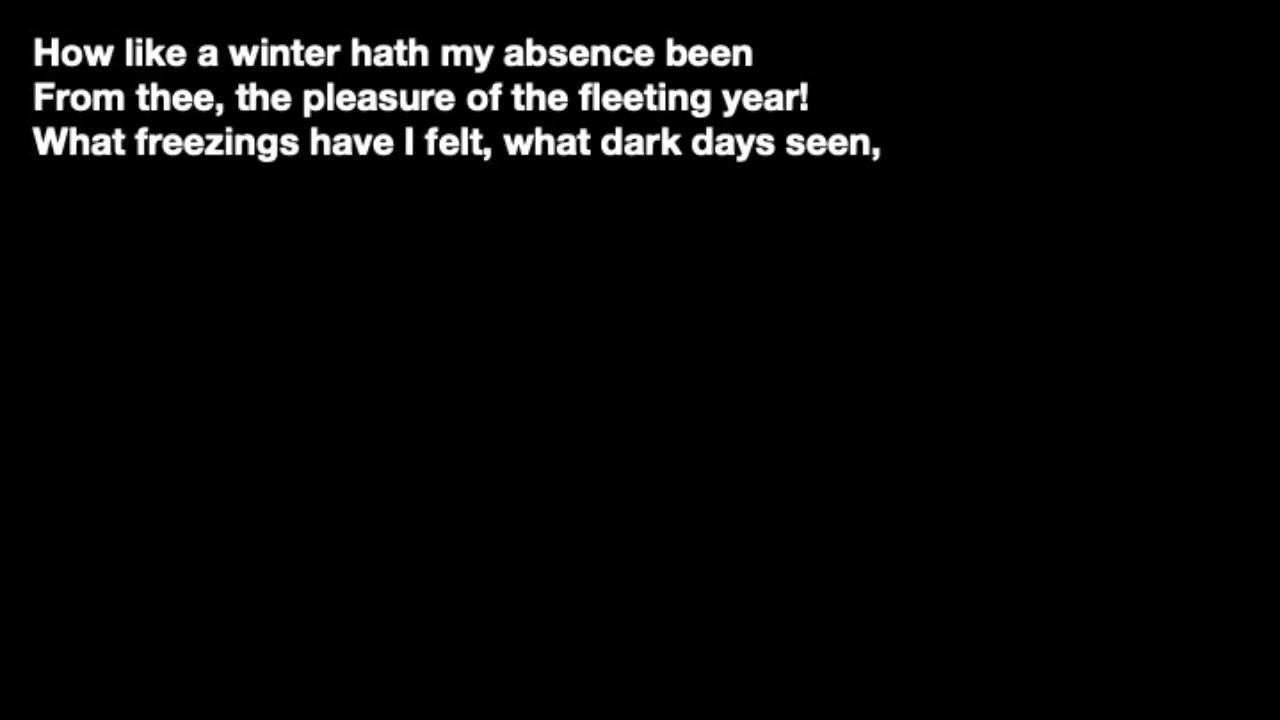 How like a winter hath my absence been
From thee, the pleasure of the fleeting year!
What freezings have I felt, what dark days seen,